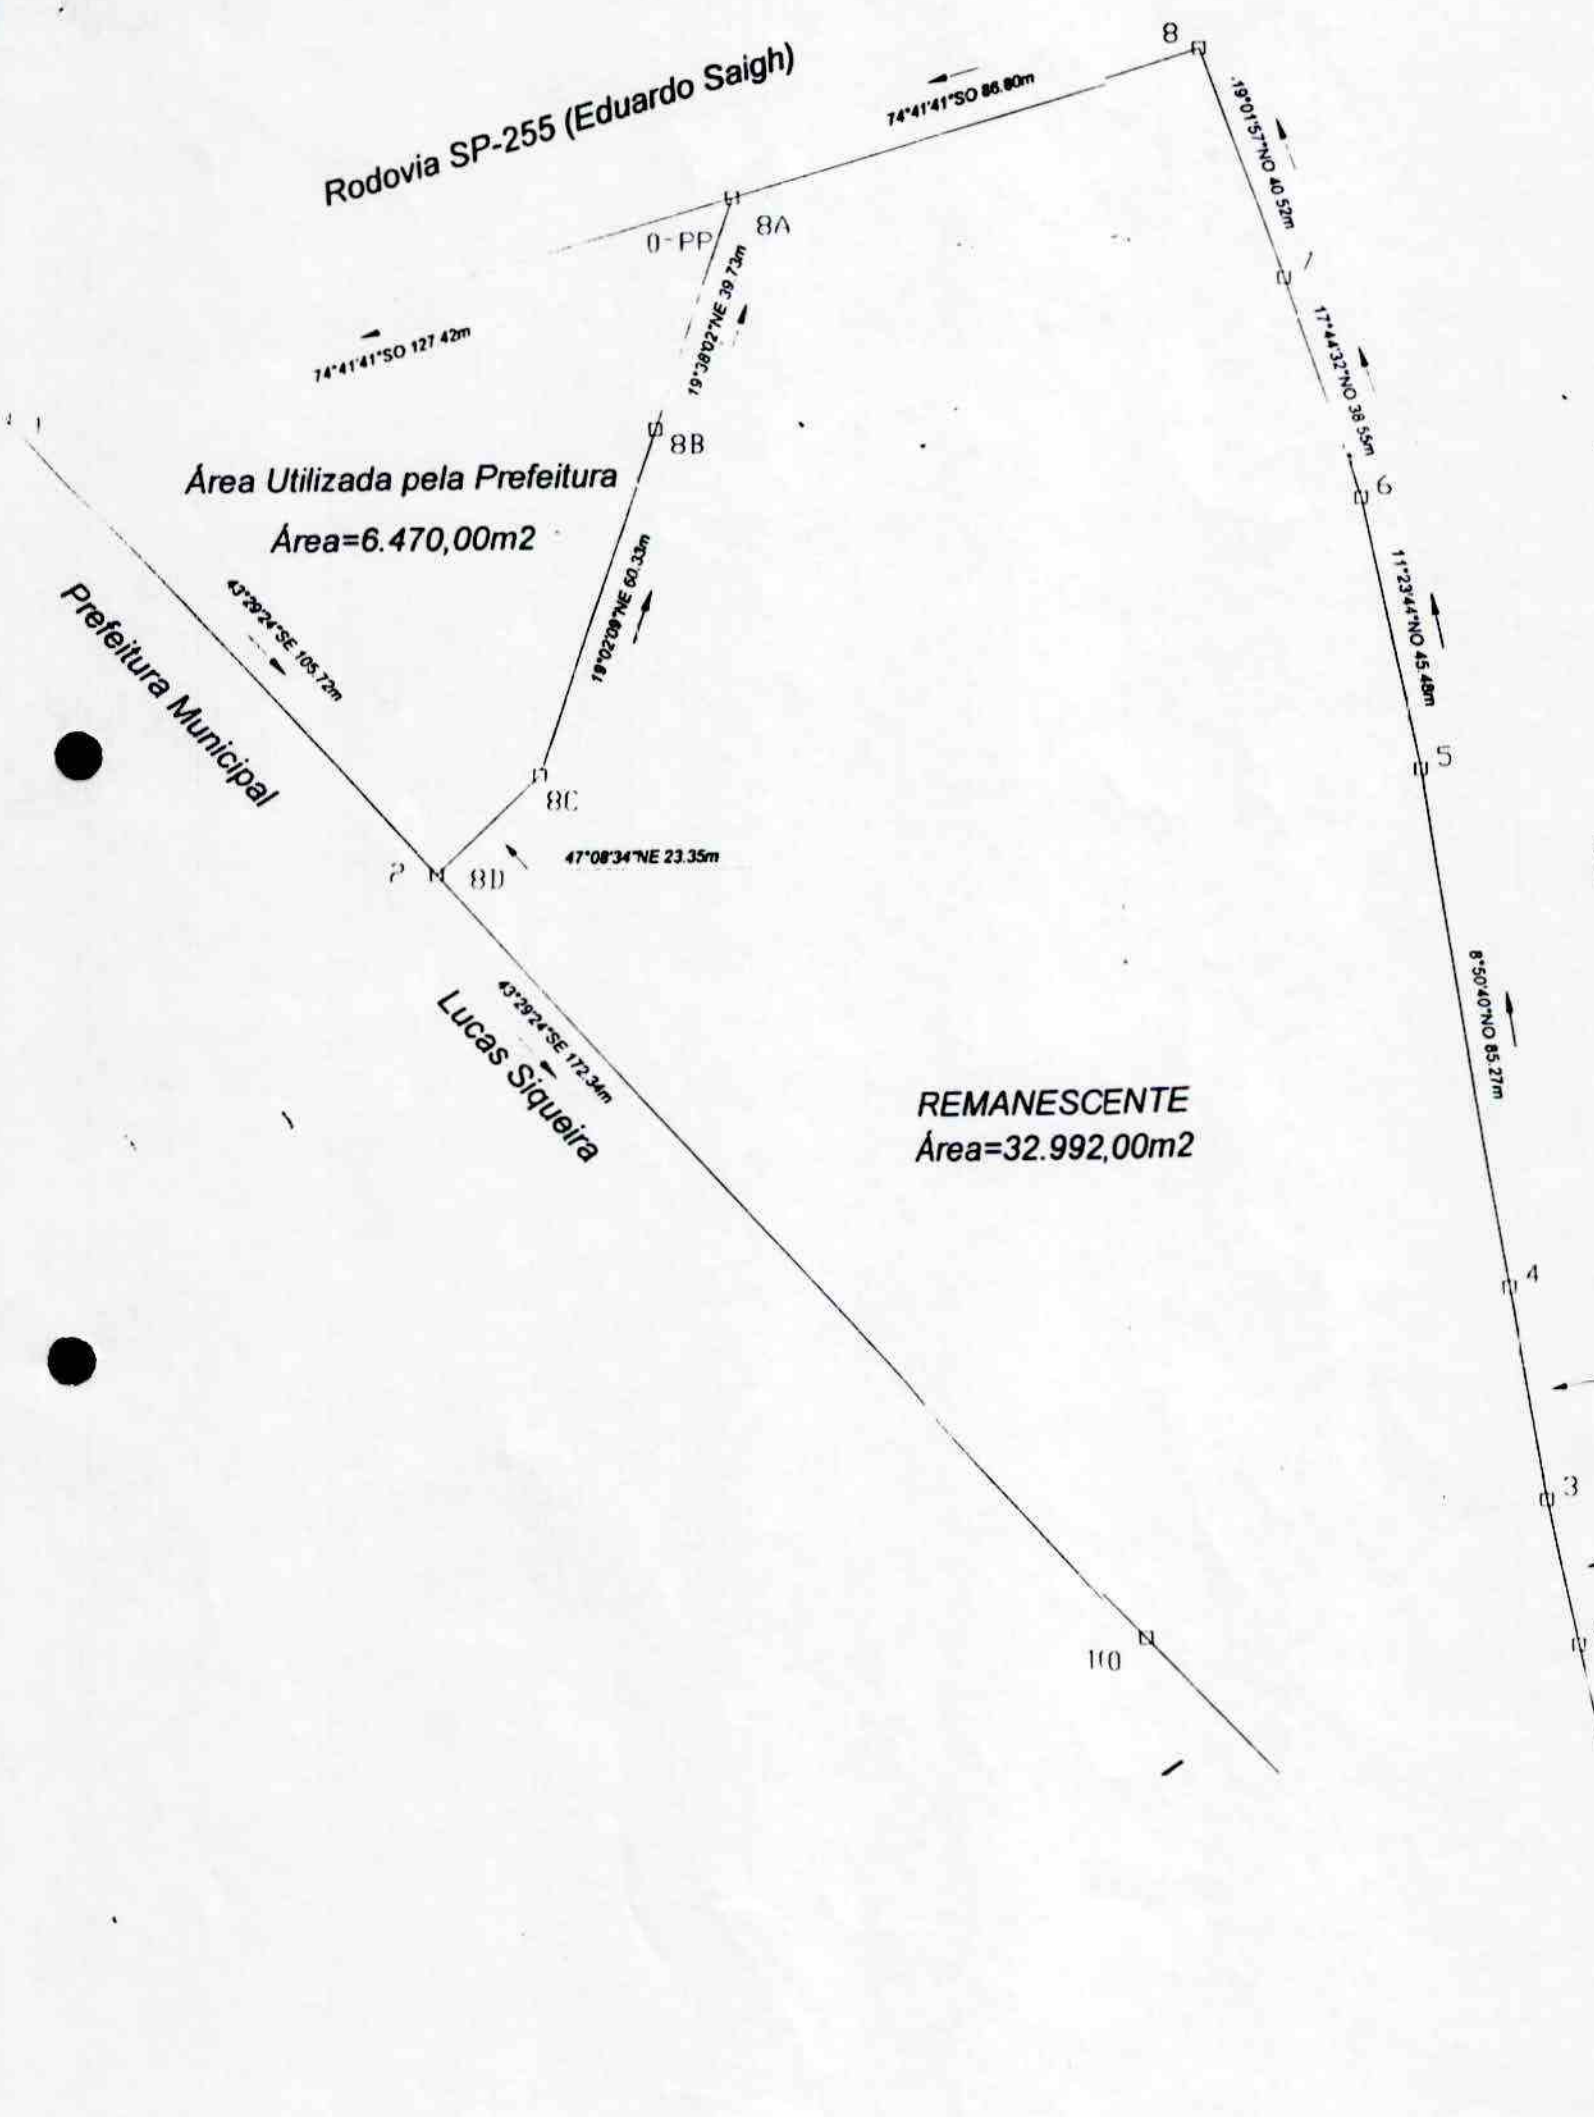 8
Rodovia SP-255 (Eduardo Saigh)
74°41'41"SO 86.80m
19°01'57"NO 40 52m
0-PP
8A
7
19°38'02"NE 39 73m
74°41'41"SO 127 42m
17°44'32"NO 38 55m
1
8B
Área Utilizada pela Prefeitura
Área=6.470,00m2
6
43°29'24"SE 105.72m
19°02'09"NE 60.33m
11°23'44"NO 45.48m
Prefeitura Municipal
5
8C
47°08'34"NE 23.35m
2
8D
43°29'24"SE 172.34m
Lucas Siqueira
8°50'40"NO 85.27m
REMANESCENTE
Área=32.992,00m2
4
3
10